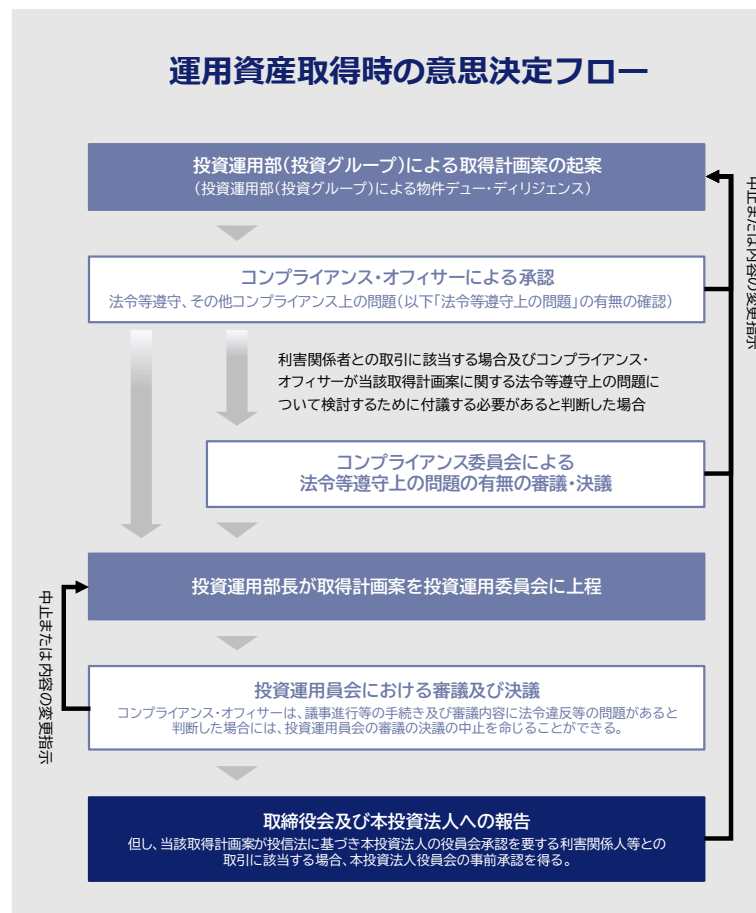 運用資産取得時の意思決定フロー
投資運用部(投資グループ)による取得計画案の起案
(投資運用部(投資グループ)による物件デュー・ディリジェンス)
コンプライアンス・オフィサーによる承認
法令等遵守、その他コンプライアンス上の問題(以下「法令等遵守上の問題」の有無の確認)
利害関係者との取引に該当する場合及びコンプライアンス・
オフィサーが当該取得計画案に関する法令等遵守上の問題に
ついて検討するために付議する必要があると判断した場合
コンプライアンス委員会による
法令等遵守上の問題の有無の審議・決議
投資運用部長が取得計画案を投資運用委員会に上程
投資運用員会における審議及び決議
コンプライアンス・オフィサーは、議事進行等の手続き及び審議内容に法令違反等の問題があると
判断した場合には、投資運用員会の審議の決議の中止を命じることができる。
取締役会及び本投資法人への報告
但し、当該取得計画案が投信法に基づき本投資法人の役員会承認を要する利害関係人等との
取引に該当する場合、本投資法人役員会の事前承認を得る。
中止または内容の変更指示
中止または内容の変更指示